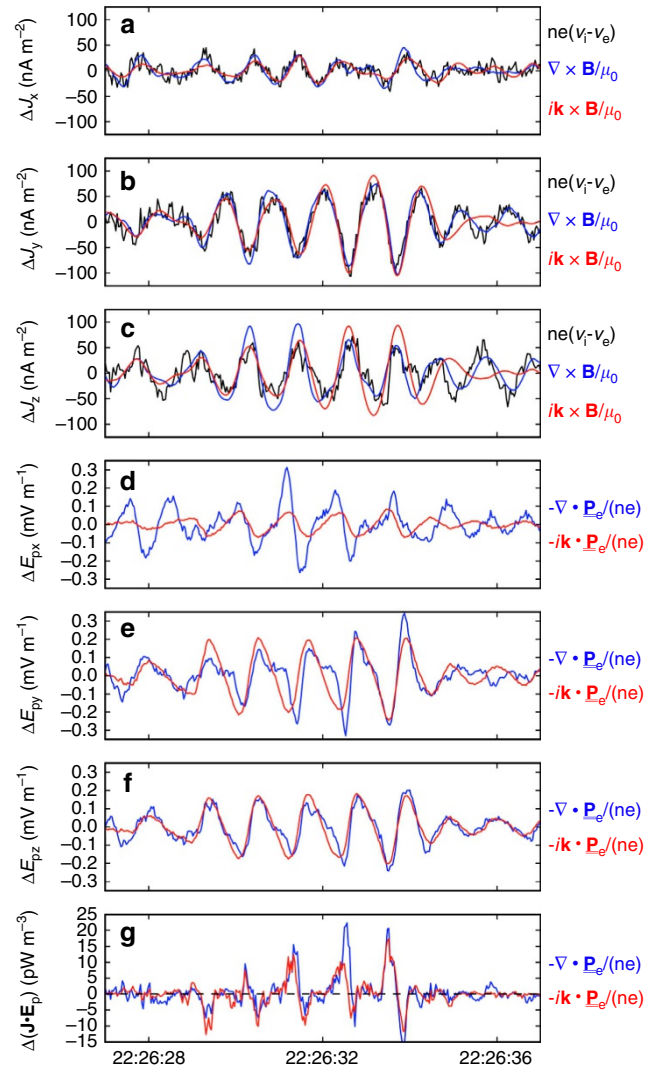 a
100
50
0
−50
−100
ΔJx (nA m−2)
ne(vi-ve)
∇ × B/μ0
ik × B/μ0
b
100
50
0
−50
−100
ΔJy (nA m−2)
ne(vi-ve)
∇ × B/μ0
ik × B/μ0
c
100
50
0
−50
−100
ΔJz (nA m−2)
ne(vi-ve)
∇ × B/μ0
ik × B/μ0
d
0.3
0.2
0.1
0.0
−0.1
−0.2
−0.3
ΔEpx (mV m−1)
-∇ • Pe/(ne)
-ik • Pe/(ne)
e
0.3
0.2
0.1
0.0
−0.1
−0.2
−0.3
ΔEpy (mV m−1)
-∇ • Pe/(ne)
-ik • Pe/(ne)
f
0.3
0.2
0.1
0.0
−0.1
−0.2
−0.3
ΔEpz (mV m−1)
-∇ • Pe/(ne)
-ik • Pe/(ne)
g
25
20
15
10
5
0
−5
−10
−15
Δ(J•Ep) (pW m−3)
-∇ • Pe/(ne)
-ik • Pe/(ne)
22:26:28 22:26:32 22:26:36